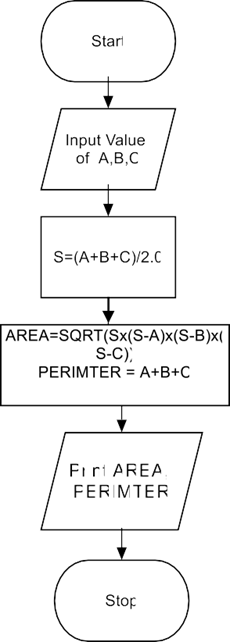 Start
Input Value
of A,B,C
S=(A+B+C)/2.0
AREA=SQRT(Sx(S-A)x(S-B)x(
S-C))
PERIMTER = A+B+C
Print AREA,
PERIMTER
Stop